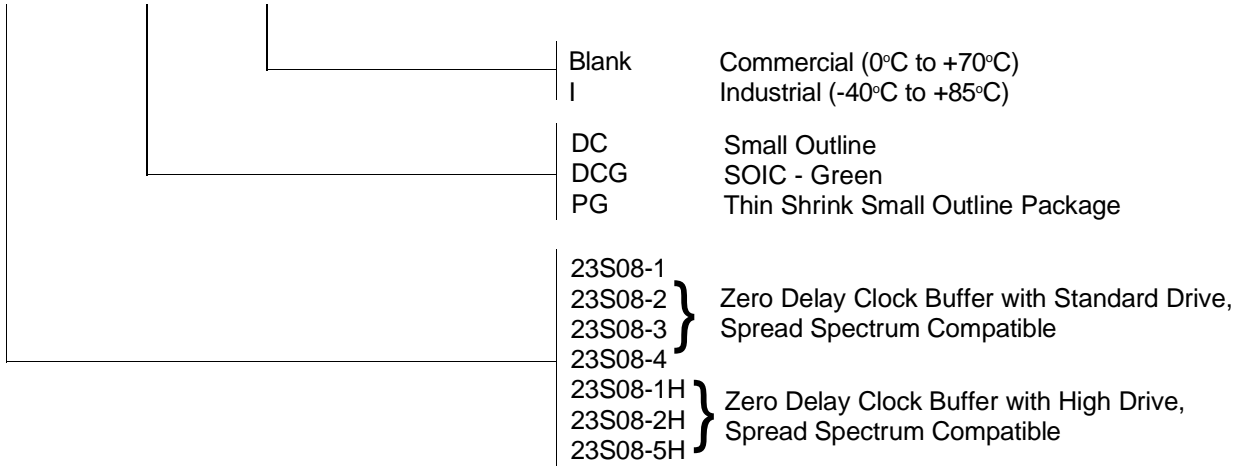 Blank Commercial (0°C to +70°C)
I Industrial (-40°C to +85°C)
DC Small Outline
DCG SOIC - Green
PG Thin Shrink Small Outline Package
23S08-1
23S08-2 Zero Delay Clock Buffer with Standard Drive,
23S08-3 Spread Spectrum Compatible
23S08-4
23S08-1H Zero Delay Clock Buffer with High Drive,
23S08-2H Spread Spectrum Compatible
23S08-5H